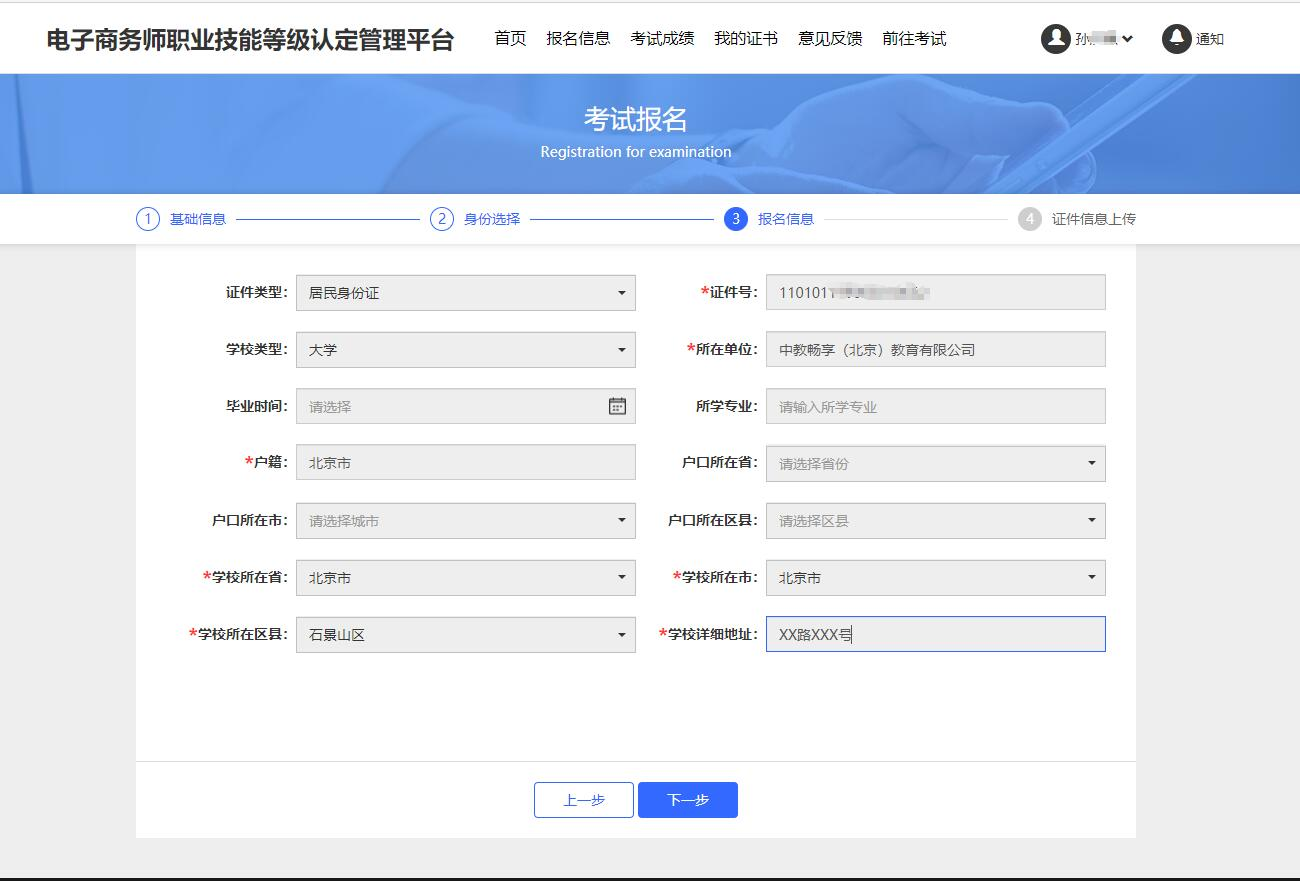 电子商务师职业技能等级认定管理平台 首页 报名信息 考试成绩 我的证书 意见反馈 前往考试 孙 通知
考试报名
Registration for examination
1 基础信息 2 身份选择 3 报名信息 4 证件信息上传
证件类型: 居民身份证 *证件号: 110101
学校类型: 大学 *所在单位: 中教畅享（北京）教育有限公司
毕业时间: 请选择 所学专业: 请输入所学专业
*户籍: 北京市 户口所在省: 请选择省份
户口所在市: 请选择城市 户口所在区县: 请选择区县
*学校所在省: 北京市 *学校所在市: 北京市
*学校所在区县: 石景山区 *学校详细地址: XX路XXX号
上一步 下一步